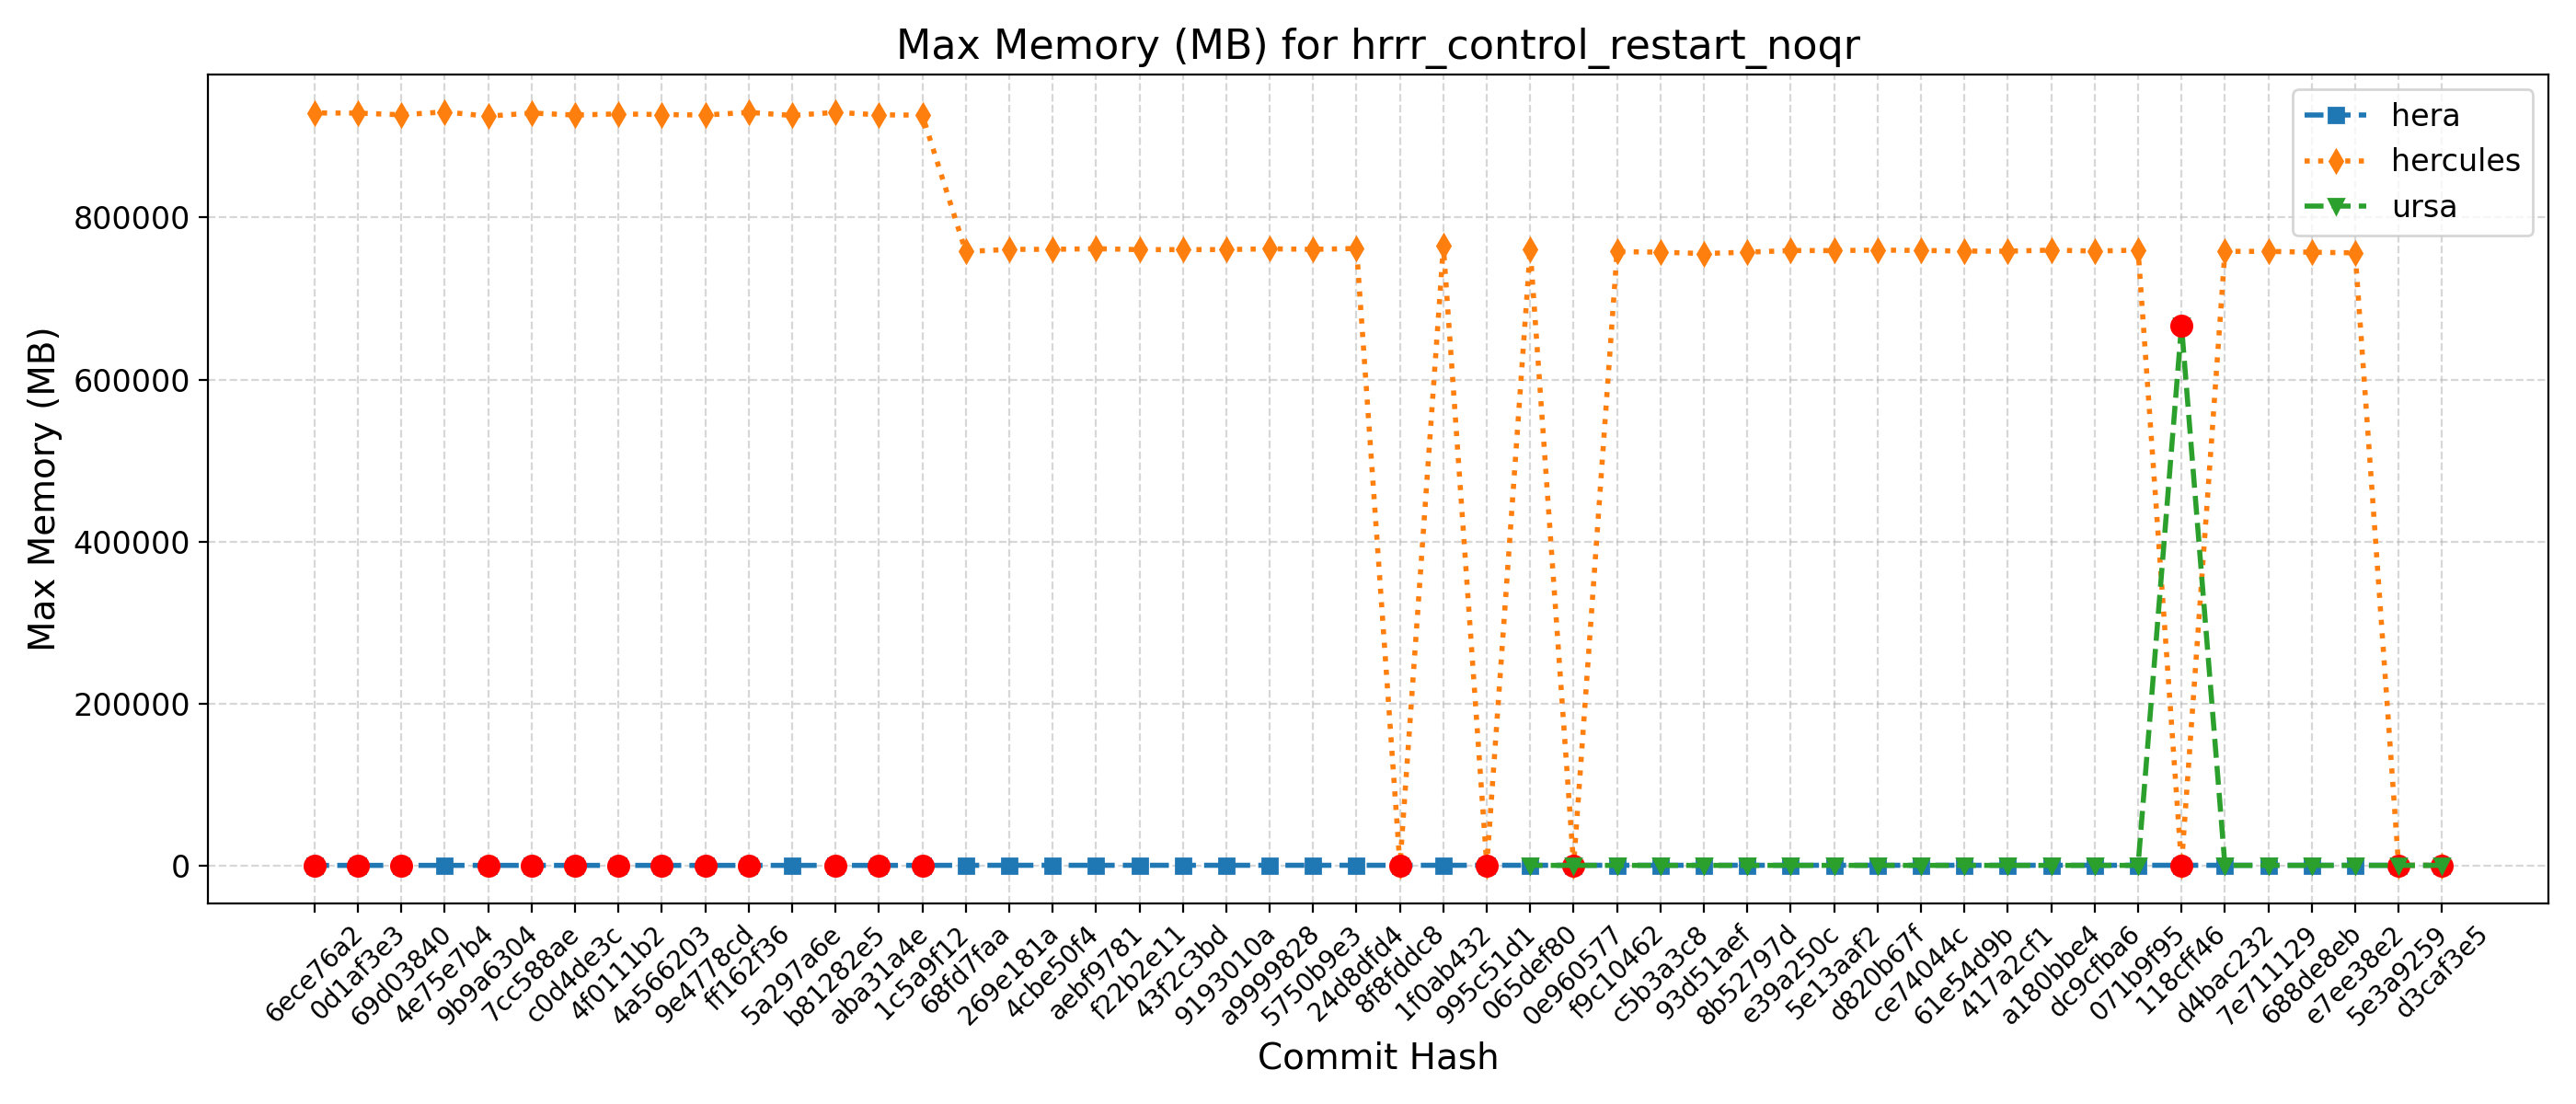 Max Memory (MB) for hrrr_control_restart_noqr
Max Memory (MB)
800000
600000
400000
200000
0
hera
hercules
ursa
6ece76a2
0d1af3e3
69d03840
4e75e7b4
9b9a6304
7cc588ae
c0d4de3c
4f0111b2
4a566203
9e4778cd
ff162f36
5a297a6e
b81282e5
aba31a4e
1c5a9f12
68fd7faa
269e181a
4cbe50f4
aebf9781
f22b2e11
43f2c3bd
9193010a
a9999828
5750b9e3
24d8dfd4
8f8fddc8
1f0ab432
995c51d1
065def80
0e960577
f9c10462
c5b3a3c8
93d51aef
8b52797d
e39a250c
5e13aaf2
d820b67f
ce74044c
61e54d9b
417a2cf1
a180bbe4
dc9cfba6
071b9f95
118cff46
d4bac232
7e711129
688de8eb
e7ee38e2
5e3a9259
d3caf3e5
Commit Hash